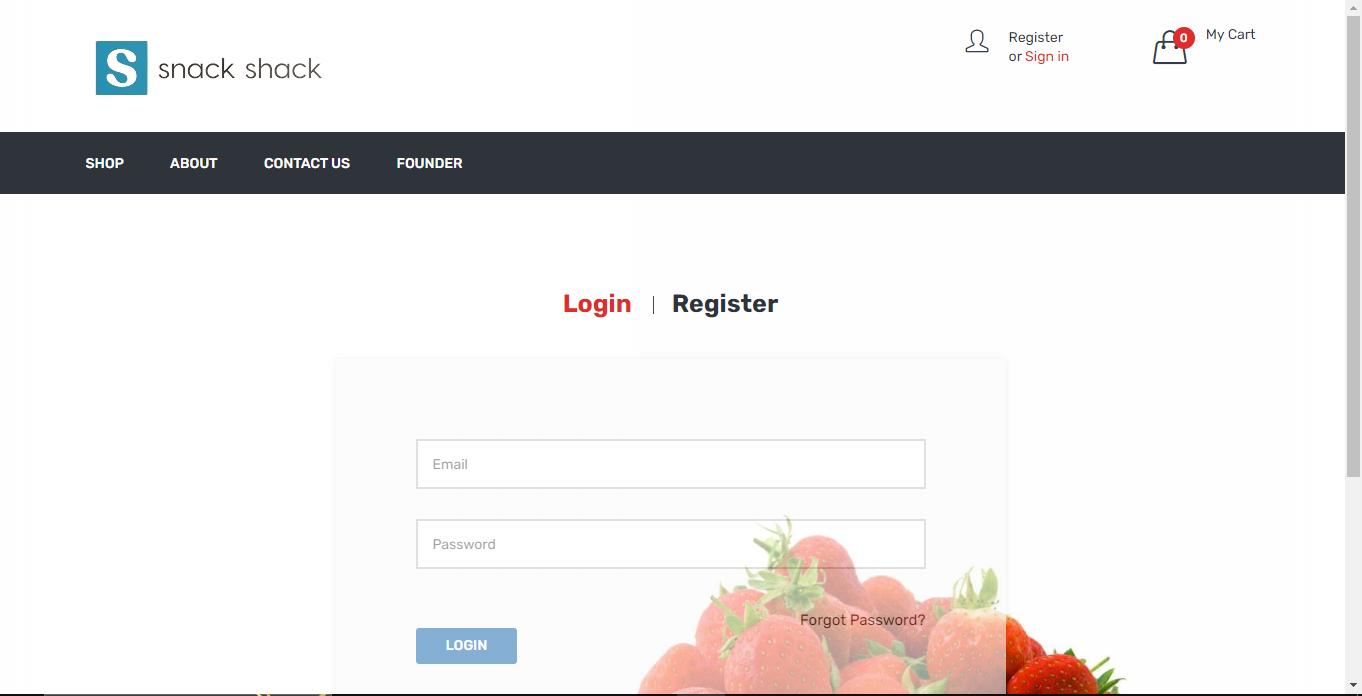 S snack shack
Register
or Sign in
0
My Cart
SHOP ABOUT CONTACT US FOUNDER
Login | Register
Email
Password
Forgot Password?
LOGIN